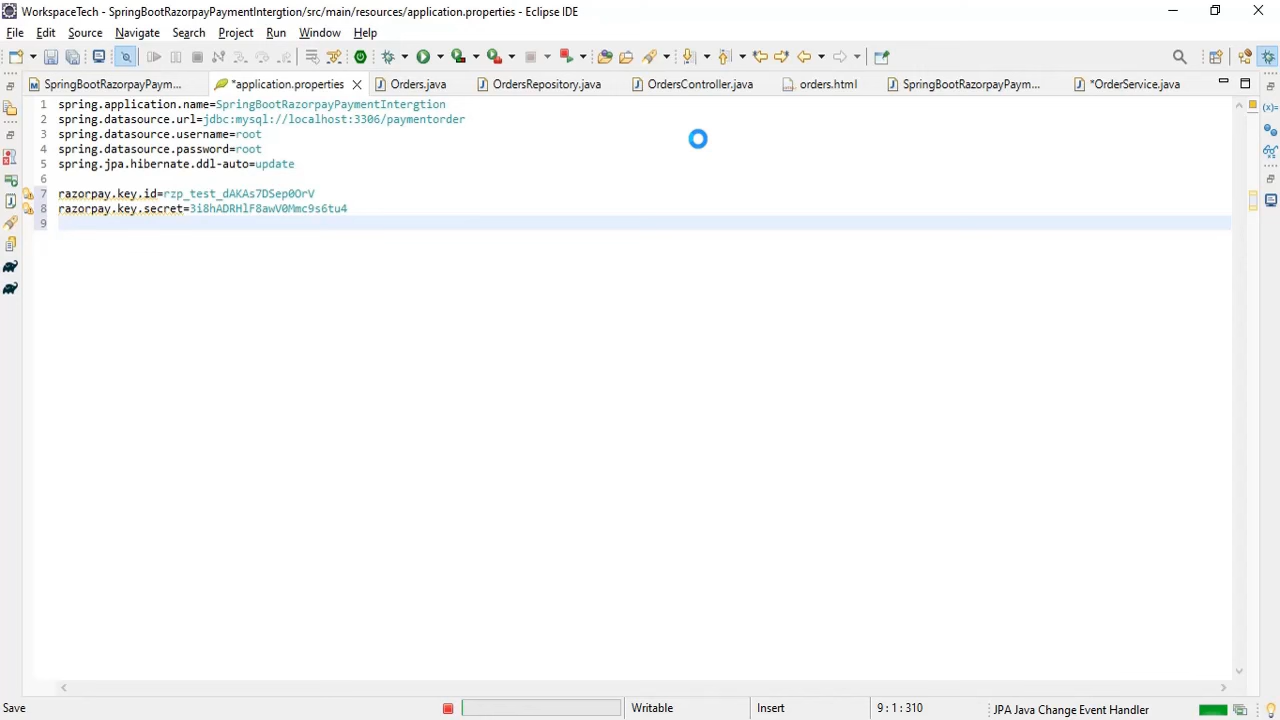 WorkspaceTech - SpringBootRazorpayPaymentIntergtion/src/main/resources/application.properties - Eclipse IDE
File Edit Source Navigate Search Project Run Window Help
SpringBootRazorpayPaym... *application.properties Orders.java OrdersRepository.java OrdersController.java orders.html SpringBootRazorpayPaym... *OrderService.java
1 spring.application.name=SpringBootRazorpayPaymentIntergtion
2 spring.datasource.url=jdbc:mysql://localhost:3306/paymentorder
3 spring.datasource.username=root
4 spring.datasource.password=root
5 spring.jpa.hibernate.ddl-auto=update
6
7 razorpay.key.id=rzp_test_dAKAs7DSep0OrV
8 razorpay.key.secret=3i8hADRHlF8awV0Mmc9s6tu4
9
Save Writable Insert 9 : 1 : 310 JPA Java Change Event Handler